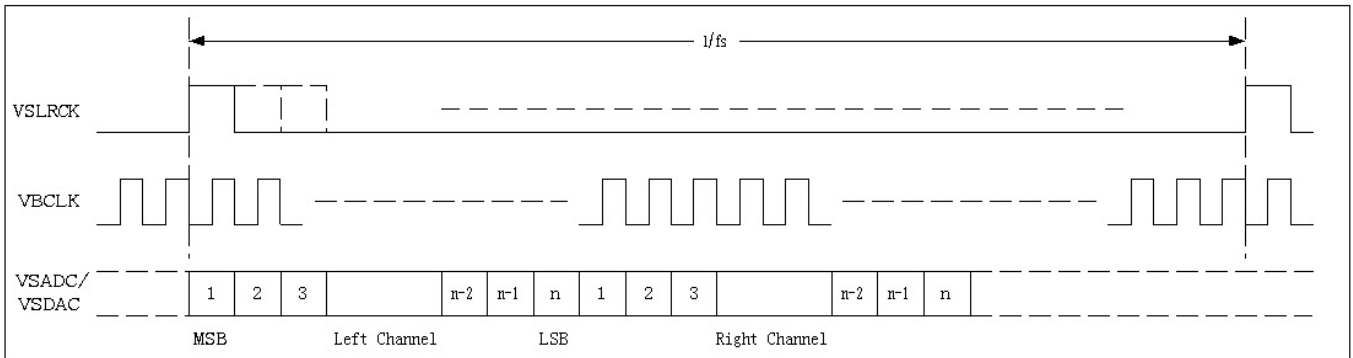 1/fs
VSLRCK
VBCLK
VSADC/
VSDAC
1 2 3 n-2 n-1 n 1 2 3 n-2 n-1 n
MSB Left Channel LSB Right Channel